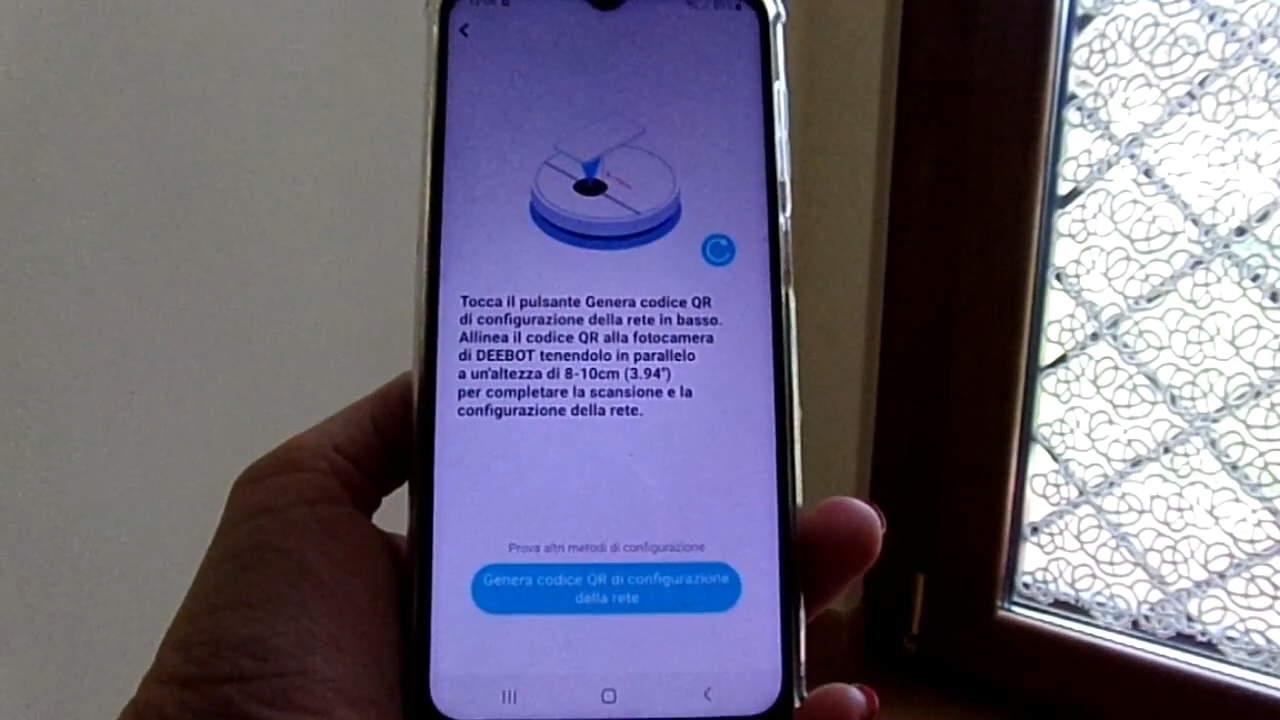 Tocca il pulsante Genera codice QR
di configurazione della rete in basso.
Allinea il codice QR alla fotocamera
di DEEBOT tenendolo in parallelo
a un'altezza di 8-10cm (3.94")
per completare la scansione e la
configurazione della rete.
Prova altri metodi di configurazione
Genera codice QR di configurazione
della rete